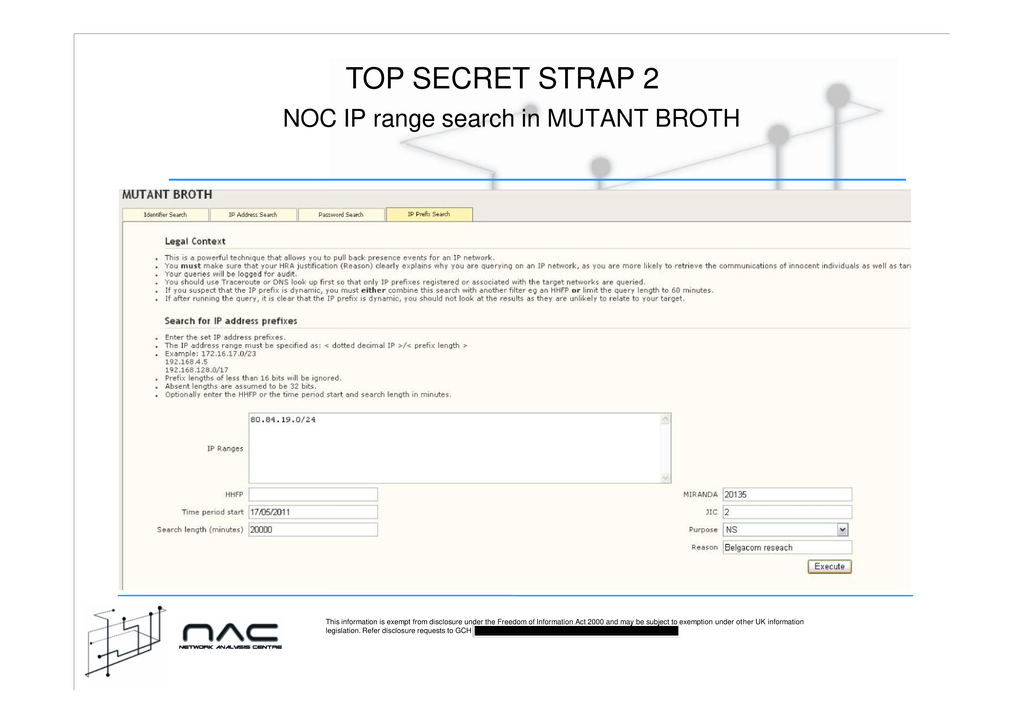 TOP SECRET STRAP 2
NOC IP range search in MUTANT BROTH
MUTANT BROTH
Identifier Search
IP Address Search
Password Search
IP Prefix Search
Legal Context
• This is a powerful technique that allows you to pull back presence events for an IP network.
• You must make sure that your HRA justification (Reason) clearly explains why you are querying on an IP network, as you are more likely to retrieve the communications of innocent individuals as well as tar
• Your queries will be logged for audit.
• You should use Traceroute or DNS look up first so that only IP prefixes registered or associated with the target networks are queried.
• If you suspect that the IP prefix is dynamic, you must either combine this search with another filter eg an HHFP or limit the query length to 60 minutes.
• If after running the query, it is clear that the IP prefix is dynamic, you should not look at the results as they are unlikely to relate to your target.
Search for IP address prefixes
• Enter the set IP address prefixes.
• The IP address range must be specified as: < dotted decimal IP >/< prefix length >
• Example: 172.16.17.0/23
192.168.4.5
192.168.128.0/17
• Prefix lengths of less than 16 bits will be ignored.
• Absent lengths are assumed to be 32 bits.
• Optionally enter the HHFP or the time period start and search length in minutes.
IP Ranges 80.84.19.0/24
HHFP
Time period start 17/05/2011
Search length (minutes) 20000
MIRANDA 20135
JIC 2
Purpose NS
Reason Belgacom reseach
Execute
NAC
NETWORK ANALYSIS CENTRE
This information is exempt from disclosure under the Freedom of Information Act 2000 and may be subject to exemption under other UK information
legislation. Refer disclosure requests to GCH